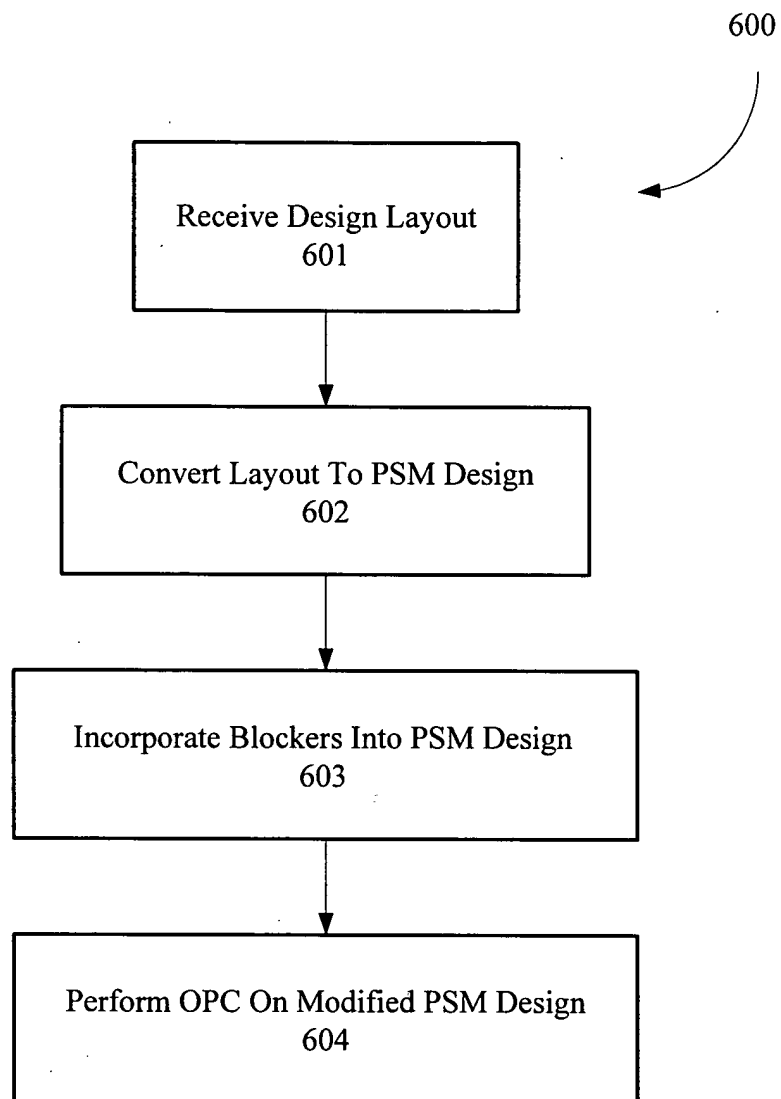 600
Receive Design Layout
601
Convert Layout To PSM Design
602
Incorporate Blockers Into PSM Design
603
Perform OPC On Modified PSM Design
604